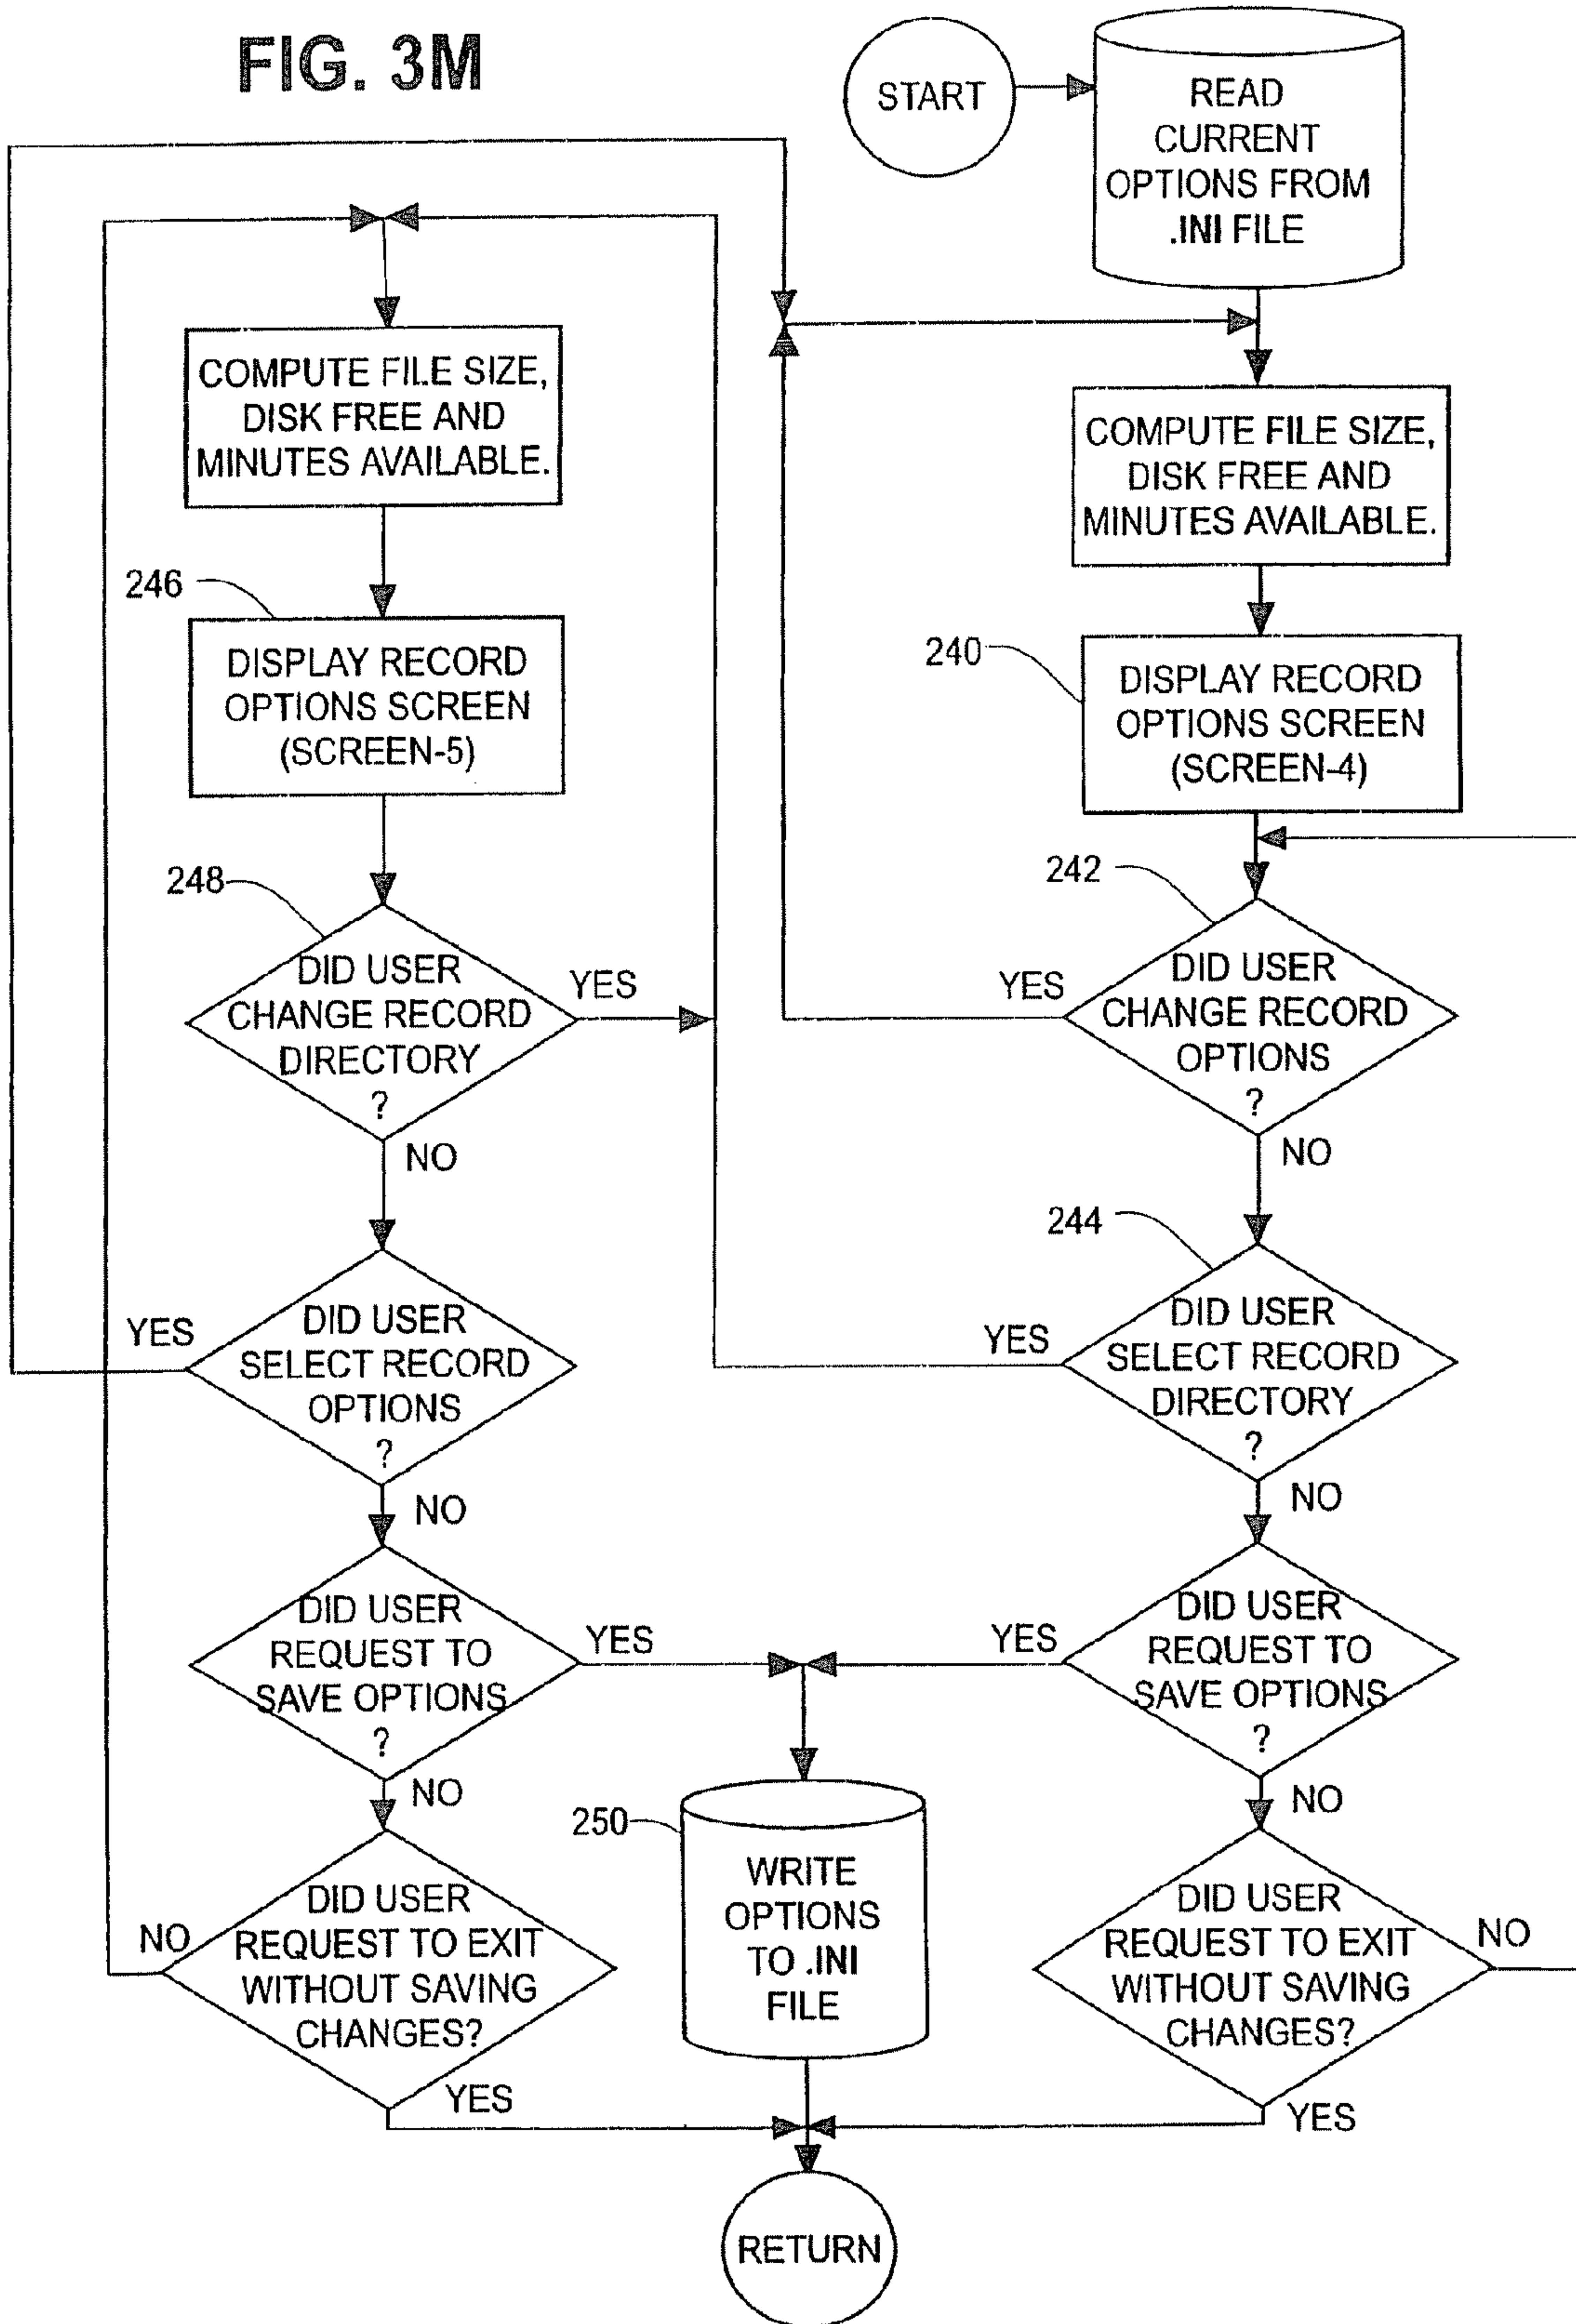 FIG. 3M
START
READ
CURRENT
OPTIONS FROM
.INI FILE
COMPUTE FILE SIZE,
DISK FREE AND
MINUTES AVAILABLE.
COMPUTE FILE SIZE,
DISK FREE AND
MINUTES AVAILABLE.
246
DISPLAY RECORD
OPTIONS SCREEN
(SCREEN-5)
240
DISPLAY RECORD
OPTIONS SCREEN
(SCREEN-4)
248
DID USER
CHANGE RECORD
DIRECTORY
?
YES
NO
242
DID USER
CHANGE RECORD
OPTIONS
?
YES
NO
DID USER
SELECT RECORD
OPTIONS
?
YES
NO
244
DID USER
SELECT RECORD
DIRECTORY
?
YES
NO
DID USER
REQUEST TO
SAVE OPTIONS
?
YES
NO
DID USER
REQUEST TO
SAVE OPTIONS
?
YES
NO
250
WRITE
OPTIONS
TO .INI
FILE
DID USER
REQUEST TO EXIT
WITHOUT SAVING
CHANGES?
NO
YES
DID USER
REQUEST TO EXIT
WITHOUT SAVING
CHANGES?
NO
YES
RETURN